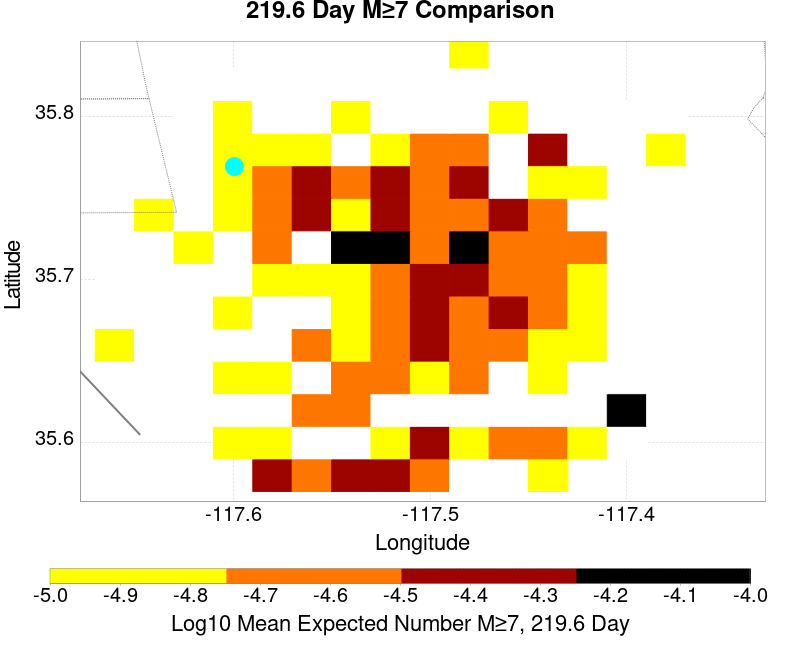 219.6 Day M≥7 Comparison
35.8
35.7
35.6
Latitude
-117.6 -117.5 -117.4
Longitude
-5.0 -4.9 -4.8 -4.7 -4.6 -4.5 -4.4 -4.3 -4.2 -4.1 -4.0
Log10 Mean Expected Number M≥7, 219.6 Day